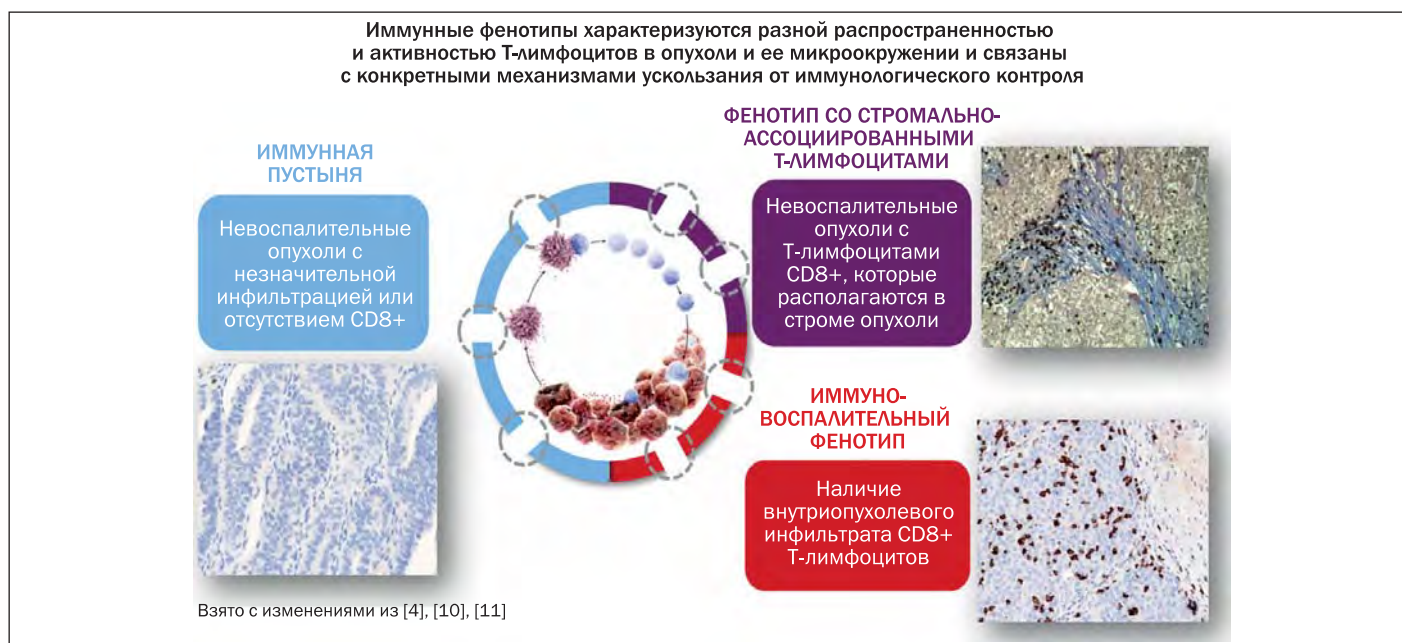 Иммунные фенотипы характеризуются разной распространенностью
и активностью Т-лимфоцитов в опухоли и ее микроокружении и связаны
с конкретными механизмами ускользания от иммунологического контроля
ИММУННАЯ
ПУСТЫНЯ
Невоспалительные
опухоли с
незначительной
инфильтрацией или
отсутствием CD8+
ФЕНОТИП СО СТРОМАЛЬНО-
АССОЦИИРОВАННЫМИ
Т-ЛИМФОЦИТАМИ
Невоспалительные
опухоли с
Т-лимфоцитами
CD8+, которые
располагаются в
строме опухоли
ИММУНО-
ВОСПАЛИТЕЛЬНЫЙ
ФЕНОТИП
Наличие
внутриопухолевого
инфильтрата CD8+
Т-лимфоцитов
Взято с изменениями из [4], [10], [11]